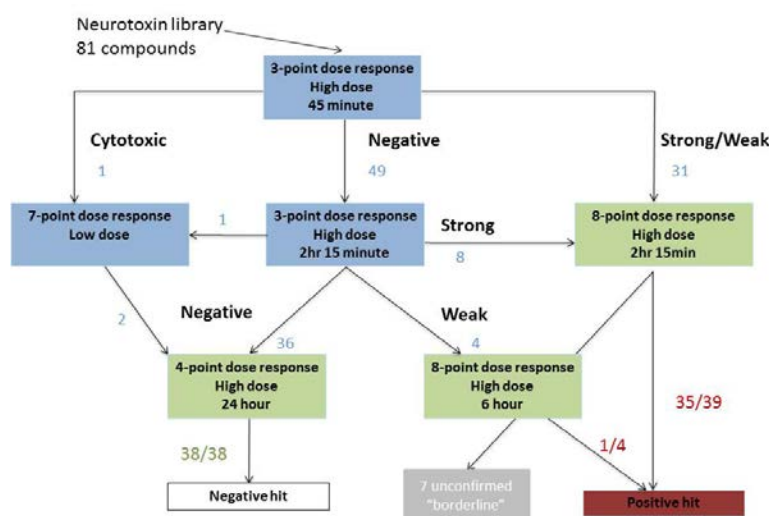 Neurotoxin library
81 compounds
3-point dose response
High dose
45 minute
Cytotoxic
Negative
Strong/Weak
1
49
31
7-point dose response
Low dose
1
3-point dose response
High dose
2hr 15 minute
Strong
8
8-point dose response
High dose
2hr 15min
2
Negative
36
Weak
4
4-point dose response
High dose
24 hour
8-point dose response
High dose
6 hour
38/38
1/4
35/39
Negative hit
7 unconfirmed
"borderline"
Positive hit